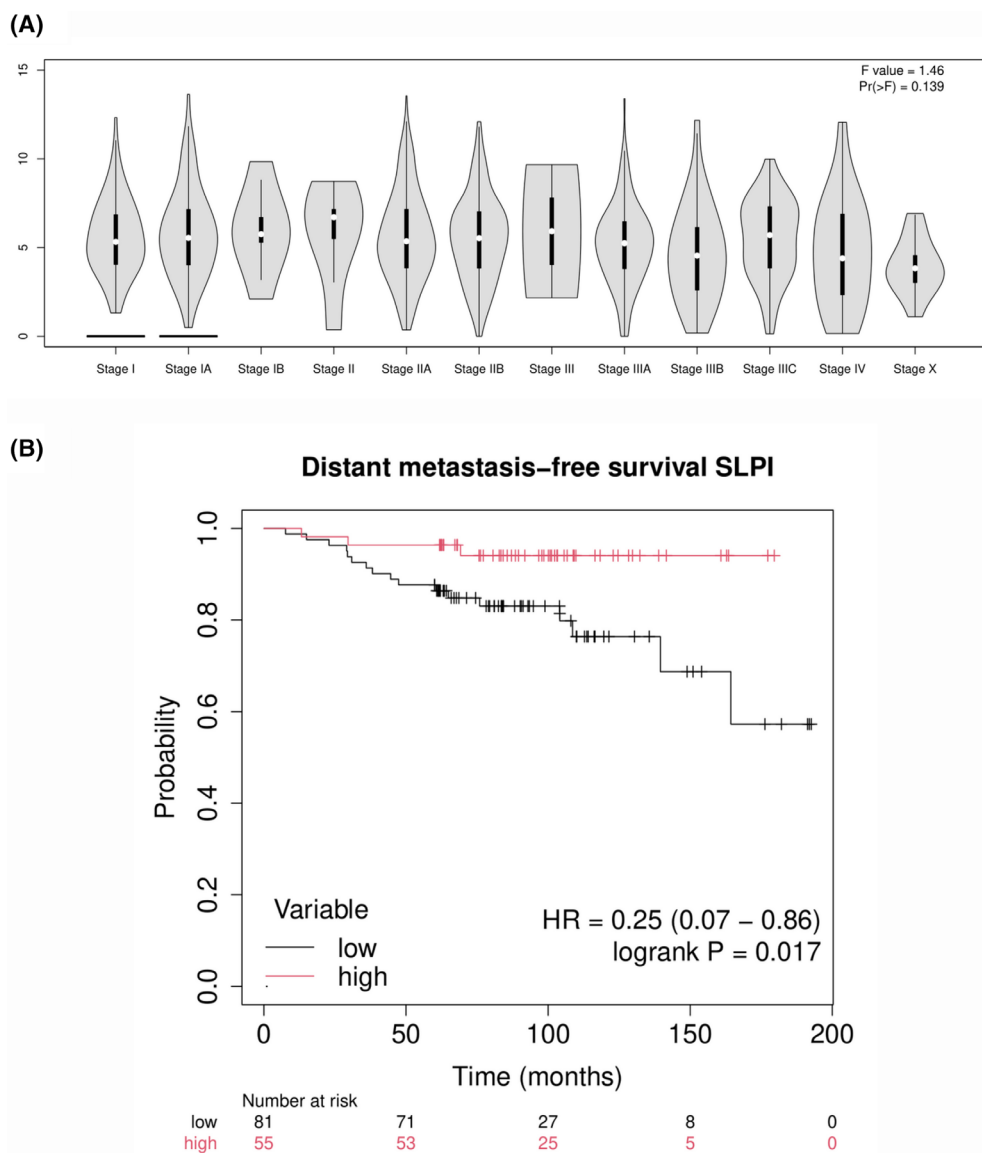 (A)
F value = 1.46
Pr(>F) = 0.139
15
10
5
0
Stage I Stage IA Stage IB Stage II Stage IIA Stage IIB Stage III Stage IIIA Stage IIIB Stage IIIC Stage IV Stage X
(B)
Distant metastasis–free survival SLPI
Probability
1.0
0.8
0.6
0.4
0.2
0.0
Variable
low
high
HR = 0.25 (0.07 − 0.86)
logrank P = 0.017
0 50 100 150 200
Time (months)
Number at risk
low 81 71 27 8 0
high 55 53 25 5 0